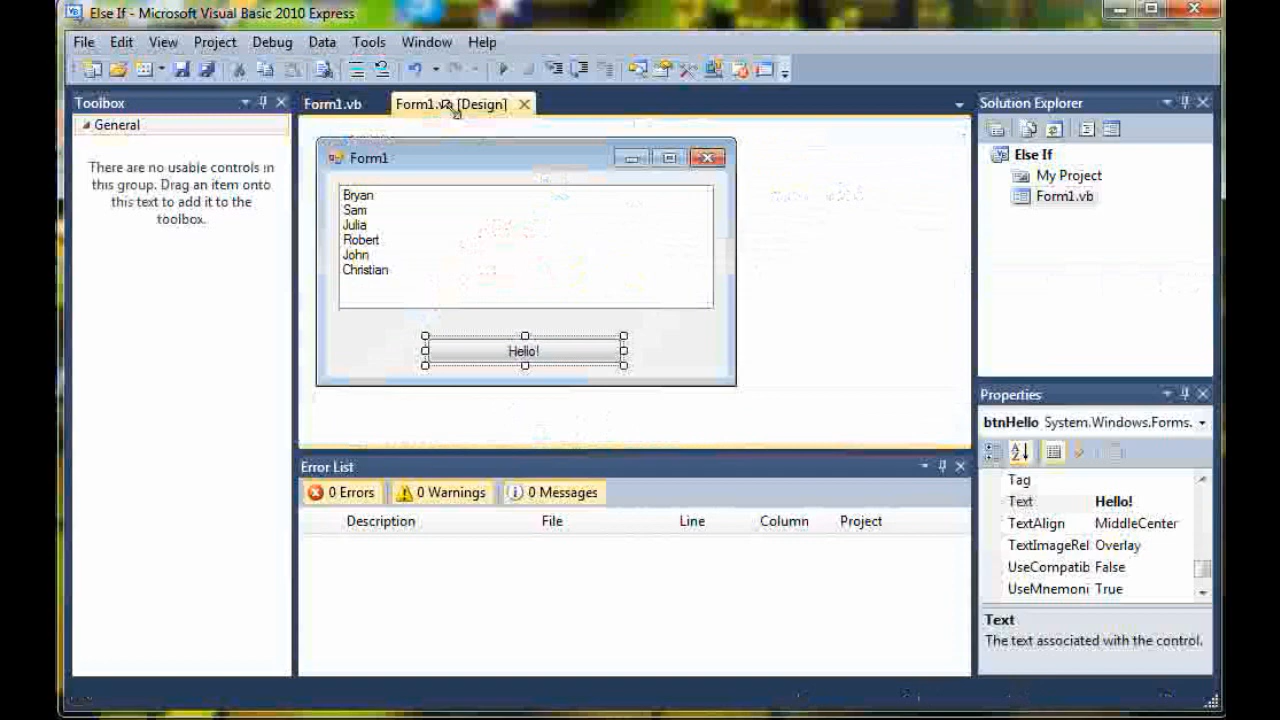 Else If - Microsoft Visual Basic 2010 Express
File Edit View Project Debug Data Tools Window Help
Toolbox
General
There are no usable controls in
this group. Drag an item onto
this text to add it to the
toolbox.
Form1.vb
Form1.vb [Design]
Form1
Bryan
Sam
Julia
Robert
John
Christian
Hello!
Error List
0 Errors 0 Warnings 0 Messages
Description File Line Column Project
Solution Explorer
Else If
My Project
Form1.vb
Properties
btnHello System.Windows.Forms.
Tag
Text Hello!
TextAlign MiddleCenter
TextImageRel Overlay
UseCompatib False
UseMnemoni True
Text
The text associated with the control.